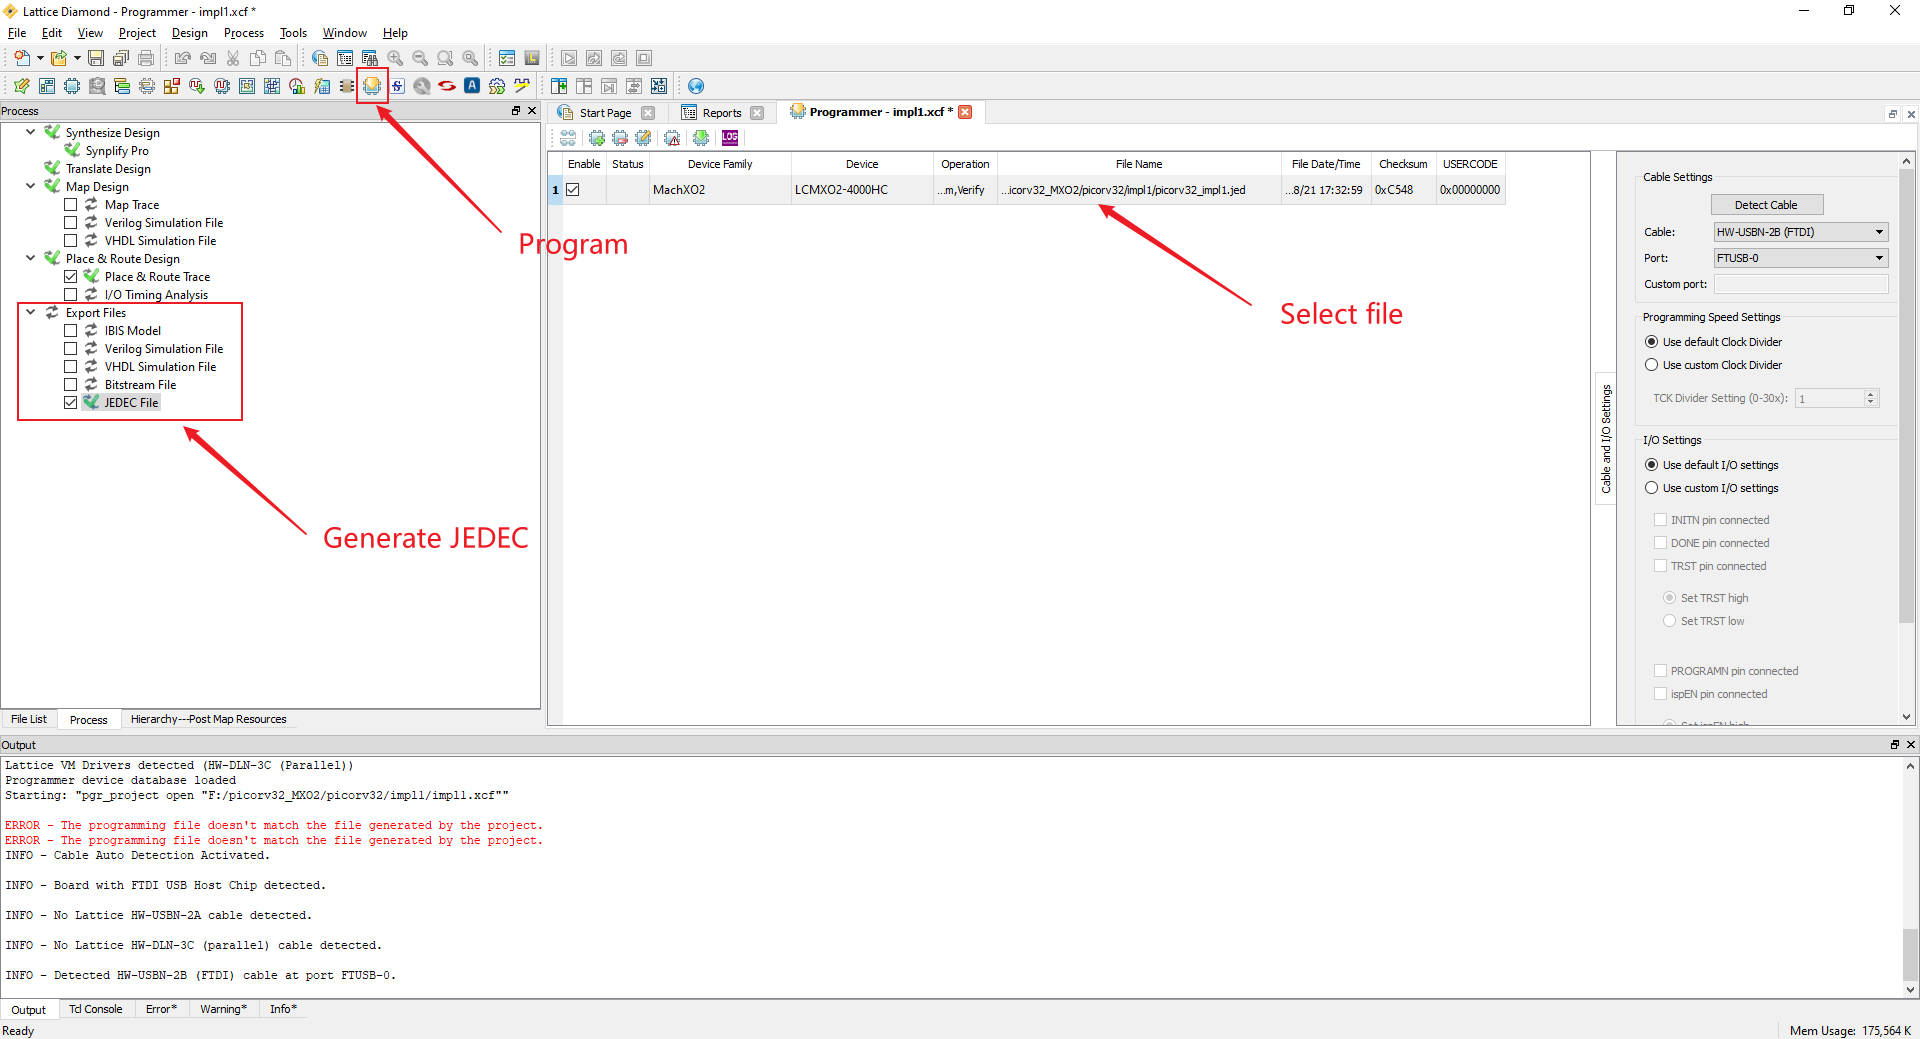 Lattice Diamond - Programmer - impl1.xcf *
File Edit View Project Design Process Tools Window Help
Process
Synthesize Design
Synplify Pro
Translate Design
Map Design
Map Trace
Verilog Simulation File
VHDL Simulation File
Place & Route Design
Place & Route Trace
I/O Timing Analysis
Export Files
IBIS Model
Verilog Simulation File
VHDL Simulation File
Bitstream File
JEDEC File
Generate JEDEC
Program
File List Process Hierarchy---Post Map Resources
Start Page Reports Programmer - impl1.xcf *
LOG
Enable Status Device Family Device Operation File Name File Date/Time Checksum USERCODE
1 MachXO2 LCMXO2-4000HC ...m,Verify ...icorv32_MXO2/picorv32/impl1/picorv32_impl1.jed ...8/21 17:32:59 0xC548 0x00000000
Select file
Cable and I/O Settings
Cable Settings
Detect Cable
Cable: HW-USBN-2B (FTDI)
Port: FTUSB-0
Custom port:
Programming Speed Settings
Use default Clock Divider
Use custom Clock Divider
TCK Divider Setting (0-30x): 1
I/O Settings
Use default I/O settings
Use custom I/O settings
INITN pin connected
DONE pin connected
TRST pin connected
Set TRST high
Set TRST low
PROGRAMN pin connected
ispEN pin connected
Set ispEN high
Output
Lattice VM Drivers detected (HW-DLN-3C (Parallel))
Programmer device database loaded
Starting: "pgr_project open "F:/picorv32_MXO2/picorv32/impl1/impl1.xcf""
ERROR - The programming file doesn't match the file generated by the project.
ERROR - The programming file doesn't match the file generated by the project.
INFO - Cable Auto Detection Activated.
INFO - Board with FTDI USB Host Chip detected.
INFO - No Lattice HW-USBN-2A cable detected.
INFO - No Lattice HW-DLN-3C (parallel) cable detected.
INFO - Detected HW-USBN-2B (FTDI) cable at port FTUSB-0.
Output Tcl Console Error* Warning* Info*
Ready
Mem Usage: 175,564 K